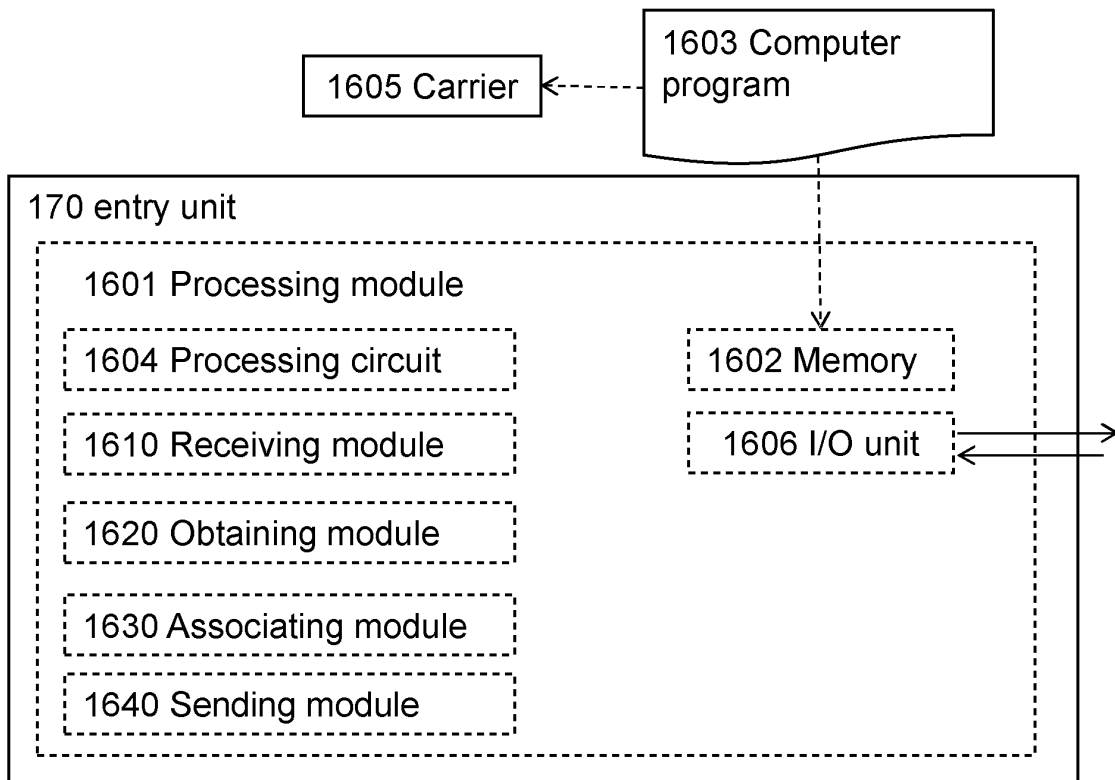 1603 Computer
program
1605 Carrier
170 entry unit
1601 Processing module
1604 Processing circuit
1602 Memory
1610 Receiving module
1606 I/O unit
1620 Obtaining module
1630 Associating module
1640 Sending module